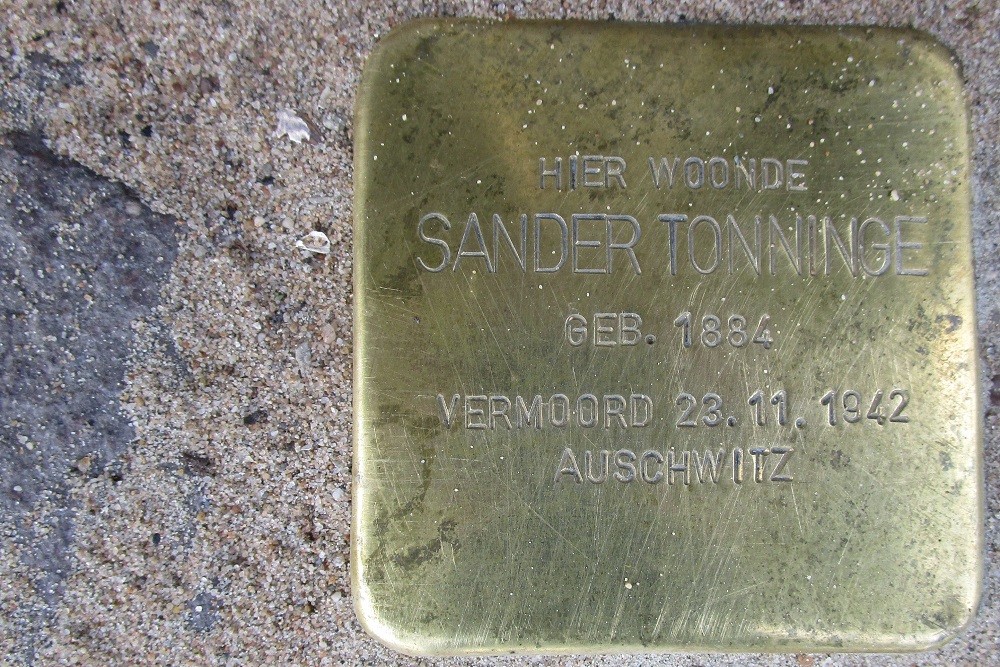 HIER WOONDE
SANDER TONNINGE
GEB. 1884
VERMOORD 23.11.1942
AUSCHWITZ